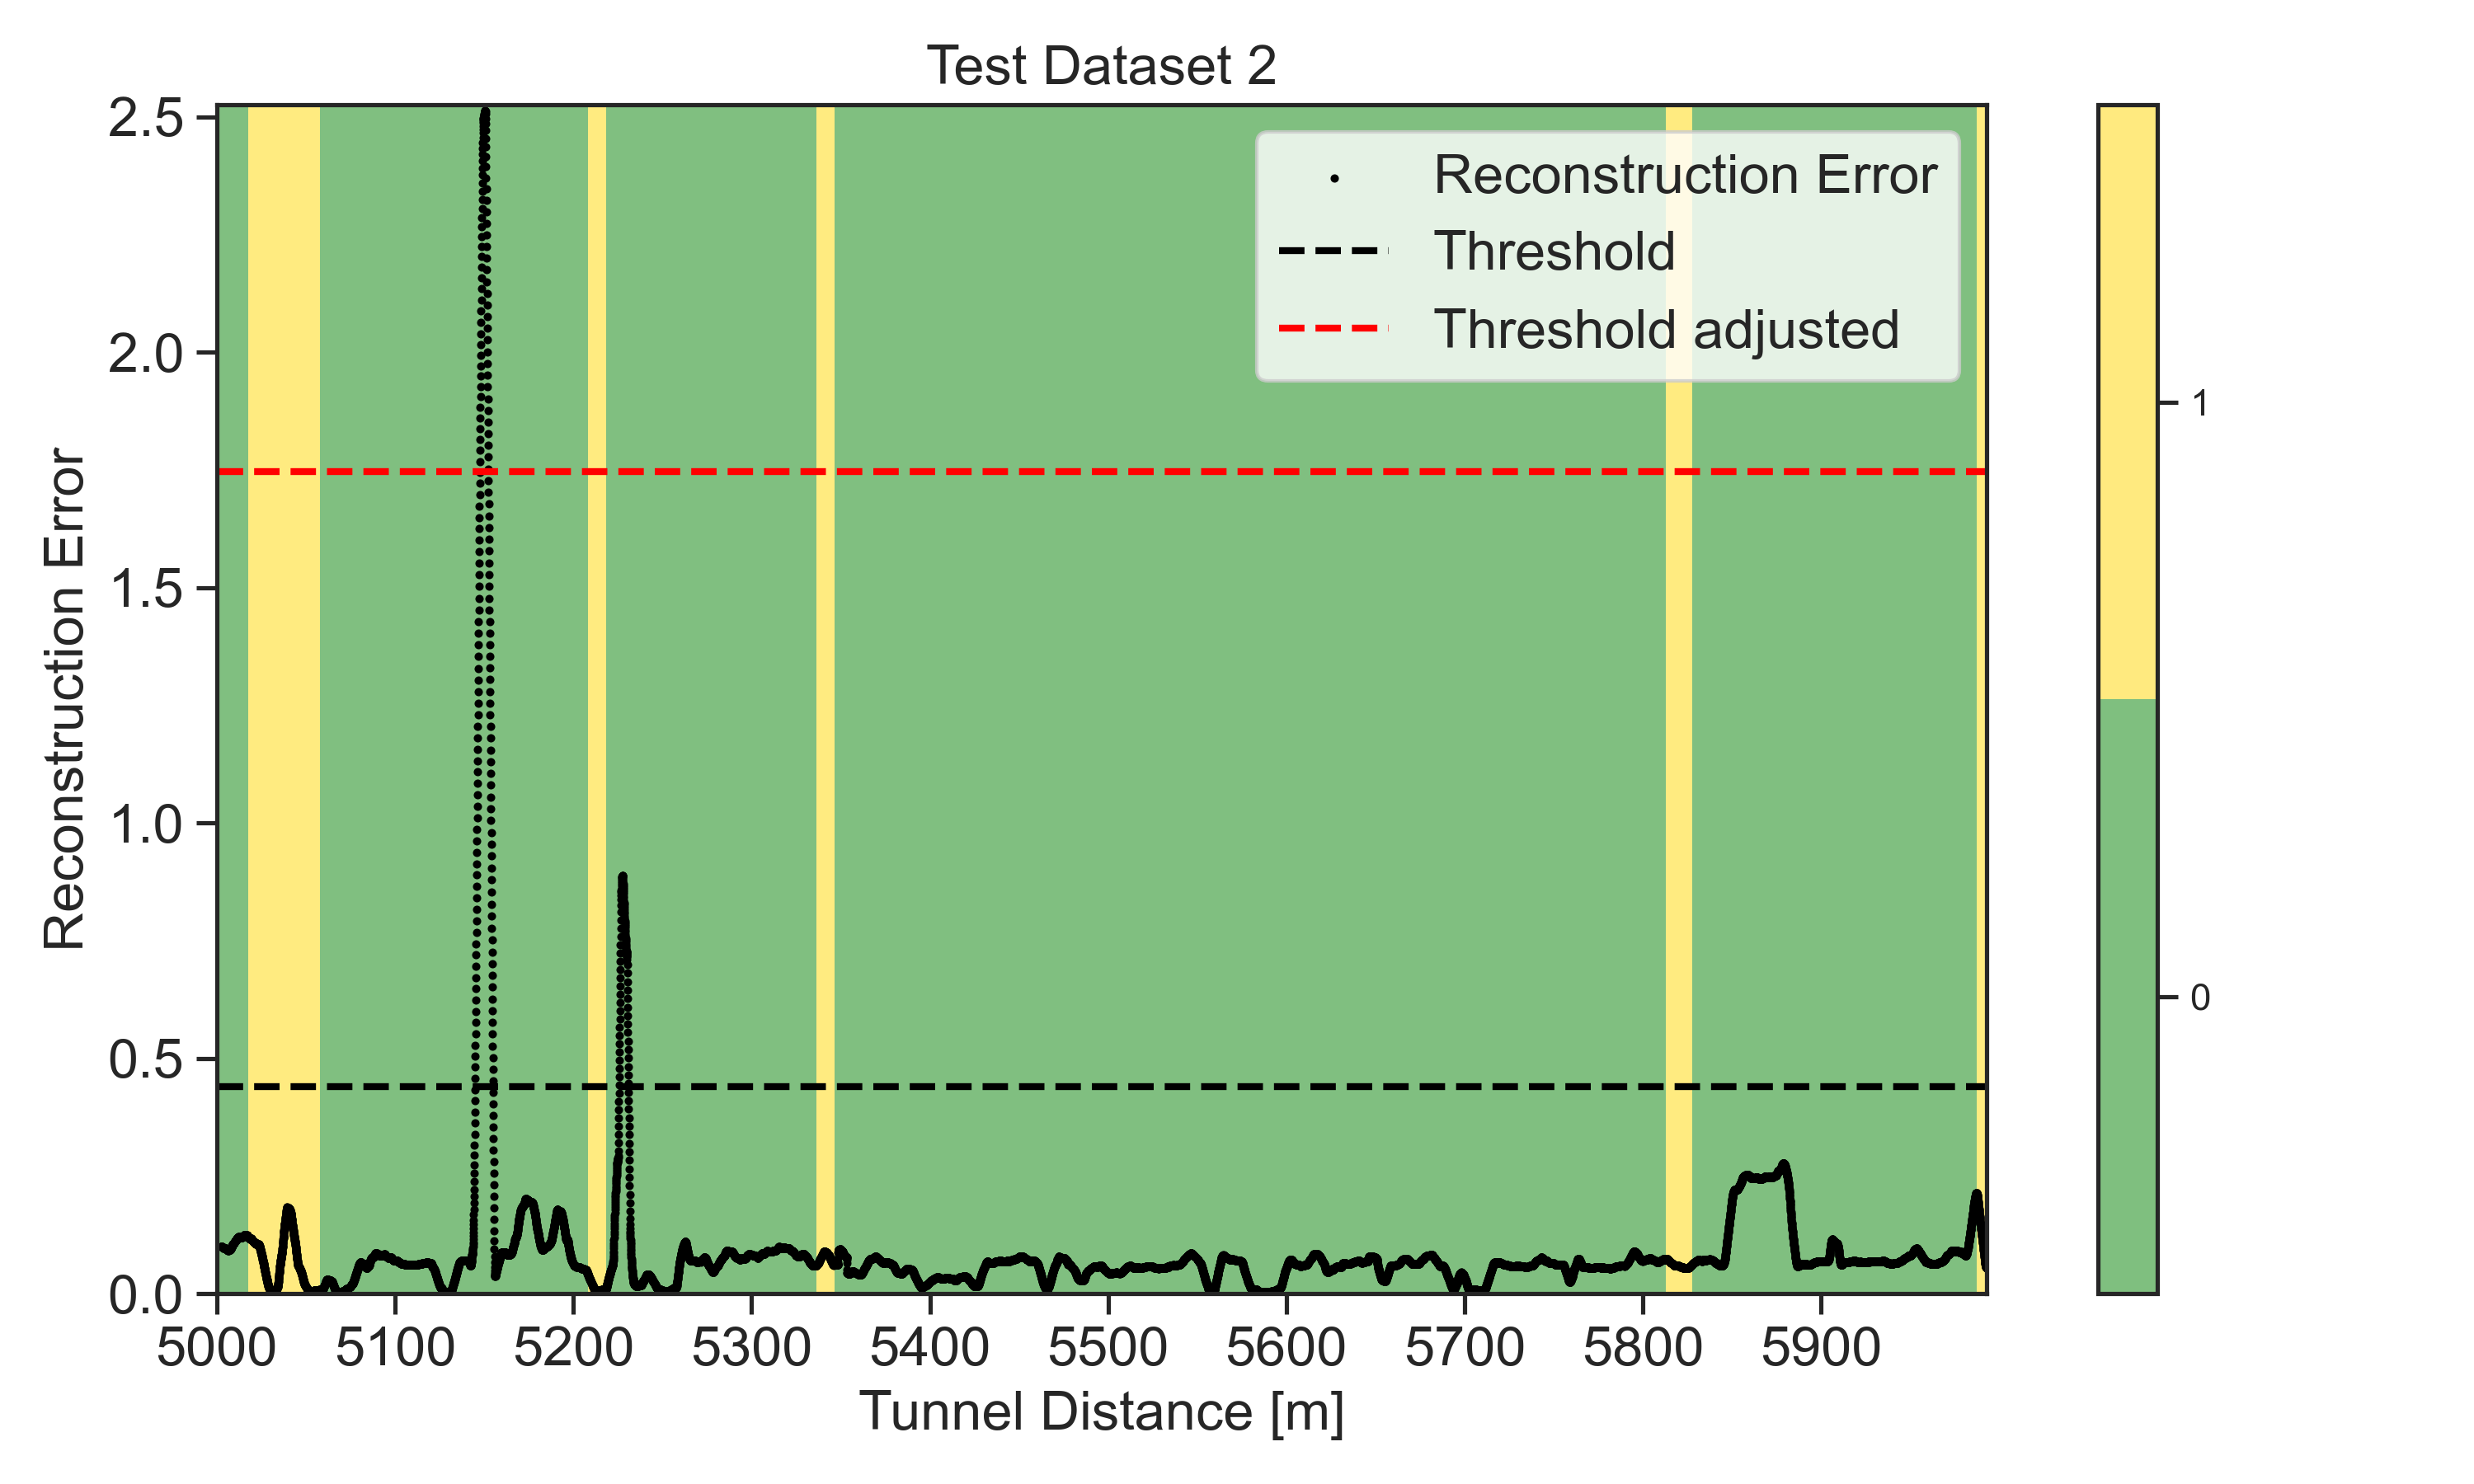 Test Dataset 2
Reconstruction Error
2.5
2.0
1.5
1.0
0.5
0.0
5000 5100 5200 5300 5400 5500 5600 5700 5800 5900
Tunnel Distance [m]
Reconstruction Error
Threshold
Threshold adjusted
1
0